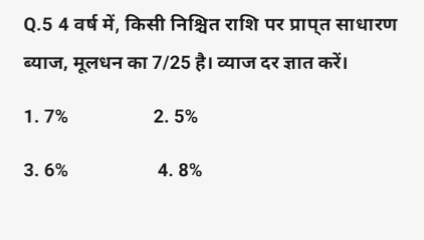 Q.5 4 वर्ष में, किसी निश्चित राशि पर प्राप्त साधारण
ब्याज, मूलधन का 7/25 है। व्याज दर ज्ञात करें।
1. 7% 2. 5%
3. 6% 4. 8%